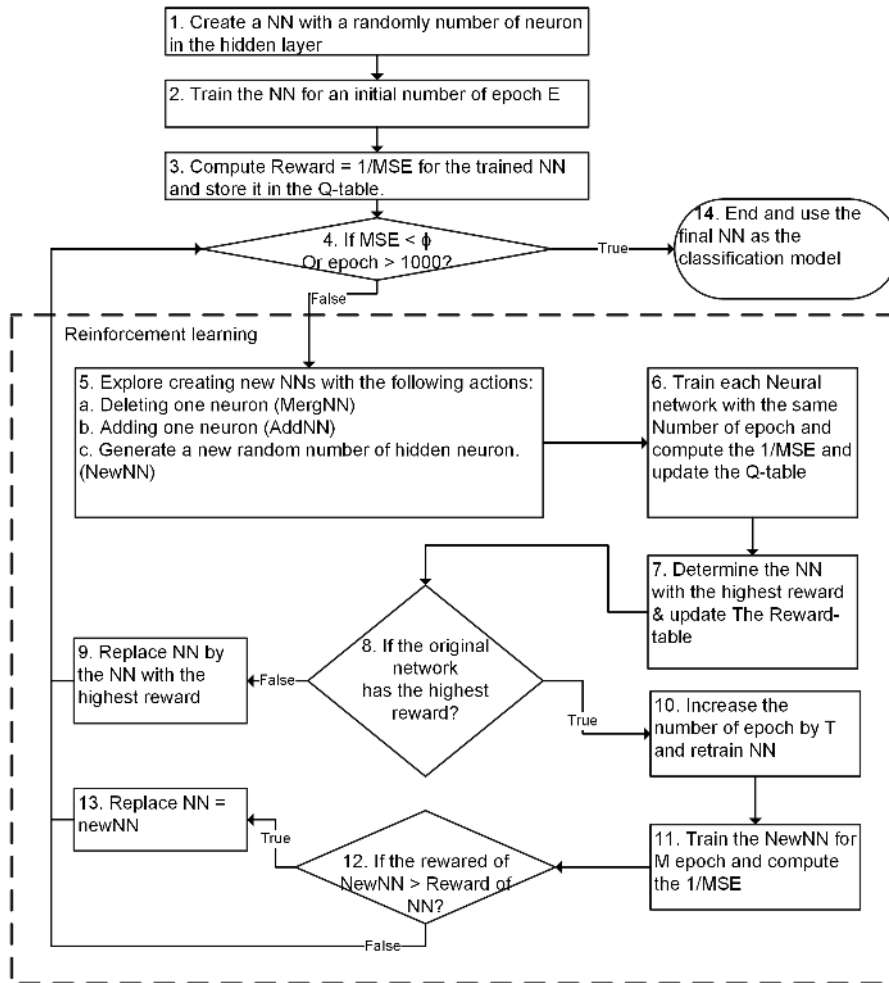 1. Create a NN with a randomly number of neuron
in the hidden layer
2. Train the NN for an initial number of epoch E
3. Compute Reward = 1/MSE for the trained NN
and store it in the Q-table.
4. If MSE < ϕ
Or epoch > 1000?
True
14. End and use the
final NN as the
classification model
False
Reinforcement learning
5. Explore creating new NNs with the following actions:
a. Deleting one neuron (MergNN)
b. Adding one neuron (AddNN)
c. Generate a new random number of hidden neuron.
(NewNN)
6. Train each Neural
network with the same
Number of epoch and
compute the 1/MSE and
update the Q-table
7. Determine the NN
with the highest reward
& update The Reward-
table
8. If the original
network
has the highest
reward?
False
9. Replace NN by
the NN with the
highest reward
True
10. Increase the
number of epoch by T
and retrain NN
11. Train the NewNN for
M epoch and compute
the 1/MSE
12. If the rewared of
NewNN > Reward of
NN?
True
13. Replace NN =
newNN
False